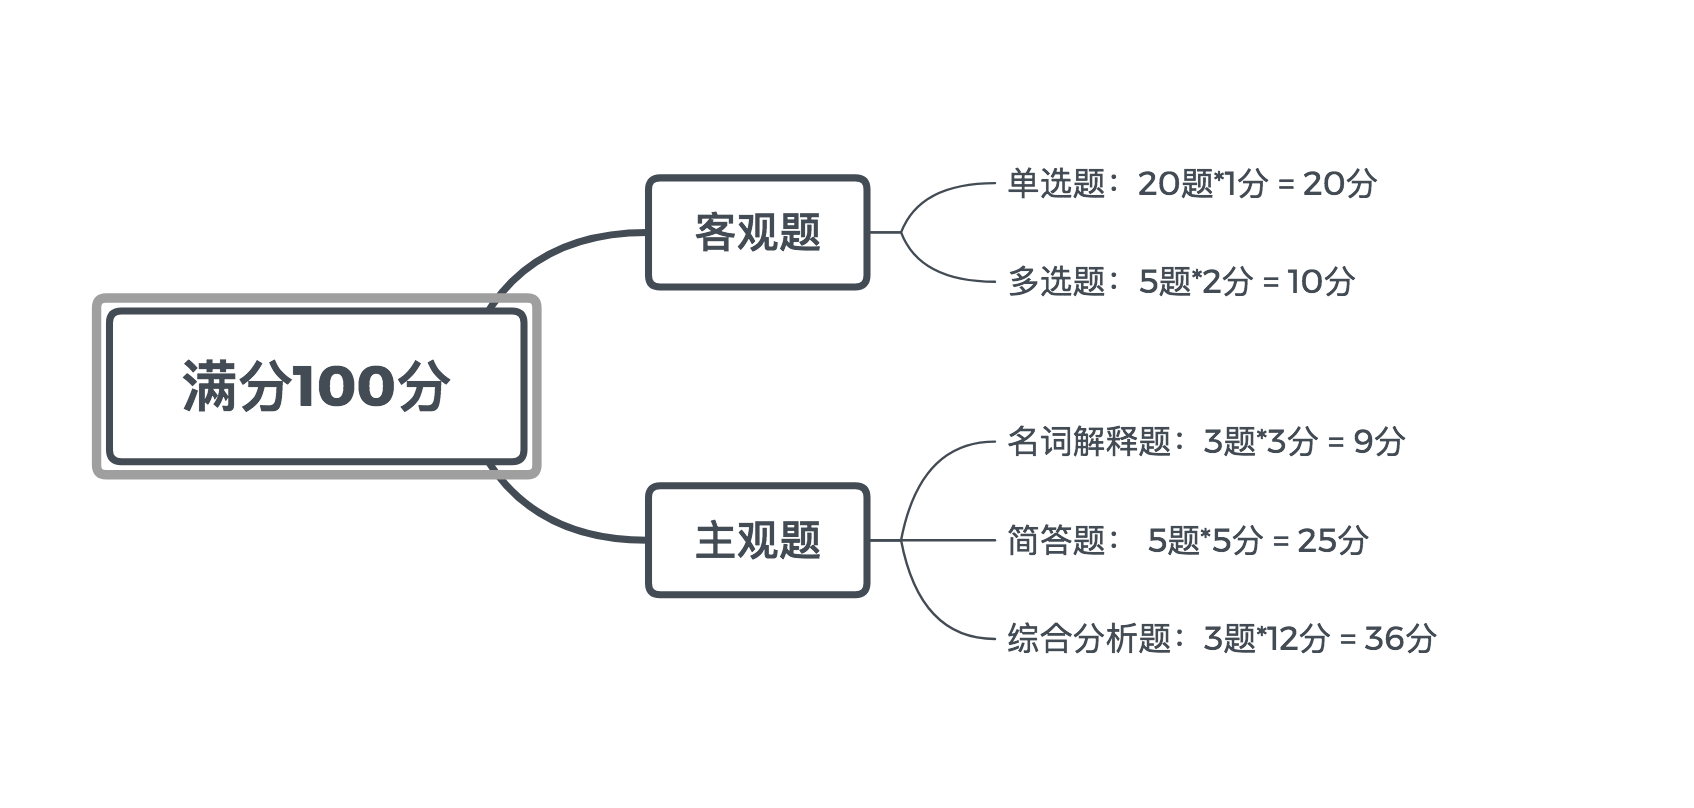 满分100分
客观题
单选题：20题*1分 = 20分
多选题：5题*2分 = 10分
主观题
名词解释题：3题*3分 = 9分
简答题： 5题*5分 = 25分
综合分析题：3题*12分 = 36分